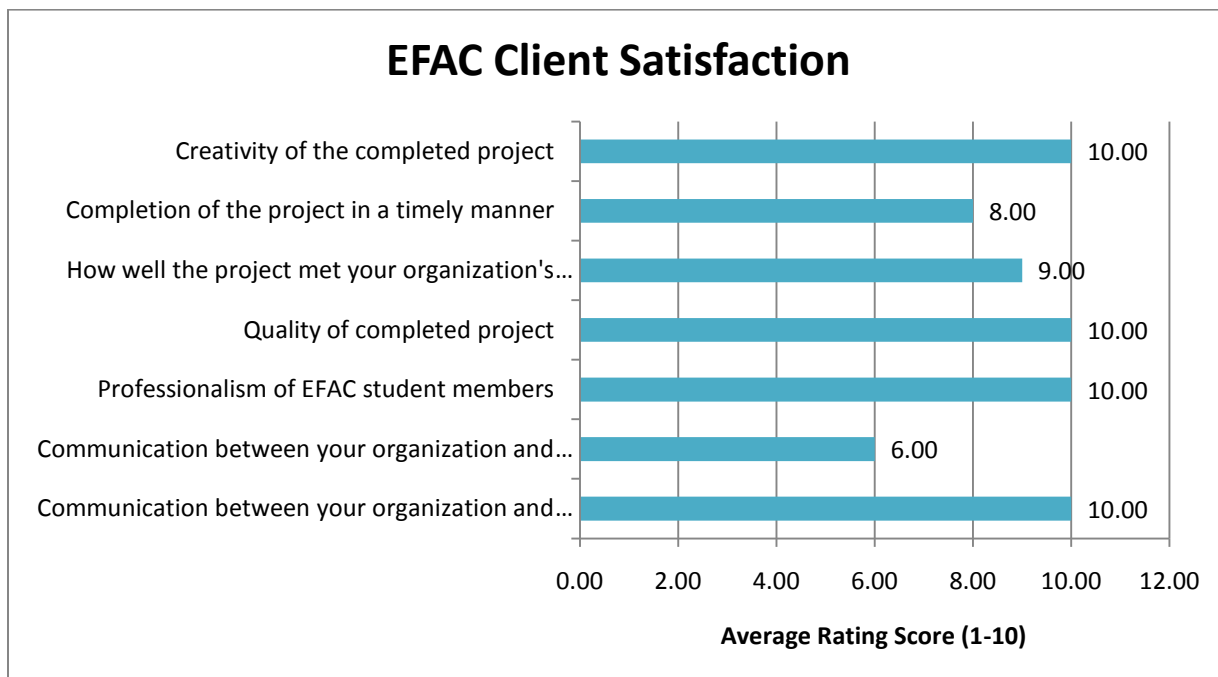 EFAC Client Satisfaction
Creativity of the completed project
10.00
Completion of the project in a timely manner
8.00
How well the project met your organization's...
9.00
Quality of completed project
10.00
Professionalism of EFAC student members
10.00
Communication between your organization and...
6.00
Communication between your organization and...
10.00
0.00 2.00 4.00 6.00 8.00 10.00 12.00
Average Rating Score (1-10)